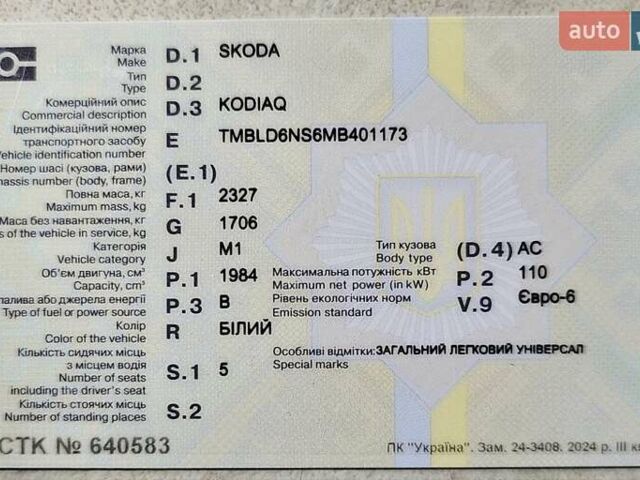 auto
Марка
Make D.1 SKODA
Тип
Type D.2
Комерційний опис
Commercial description D.3 KODIAQ
Ідентифікаційний номер
транспортного засобу E TMBLD6NS6MB401173
Vehicle identification number
Номер шасі (кузова, рами) (E.1)
chassis number (body, frame)
Повна маса, кг
Maximum mass, kg F.1 2327
Маса без навантаження, кг G 1706
of the vehicle in service, kg
Категорія
Vehicle category J M1 Тип кузова
Body type (D.4) AC
Об'єм двигуна, см³
Capacity, cm³ P.1 1984 Максимальна потужність кВт
Maximum net power (in kW) P.2 110
палива або джерела енергії
Type of fuel or power source P.3 B Рівень екологічних норм
Emission standard V.9 Євро-6
Колір
Color of the vehicle R БІЛИЙ
Кількість сидячих місць
з місцем водія
Number of seats S.1 5 Особливі відмітки: ЗАГАЛЬНИЙ ЛЕГКОВИЙ УНІВЕРСАЛ
Special marks
including the driver's seat
Кількість стоячих місць
Number of standing places S.2
СТК № 640583
ПК "Україна". Зам. 24-3408. 2024 р. III кв